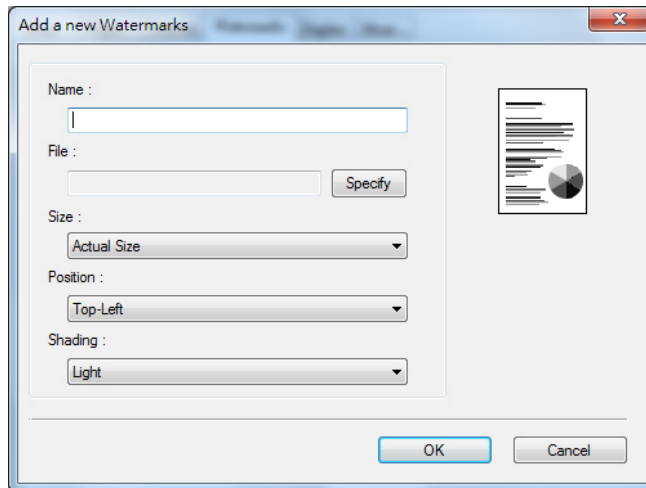 Add a new Watermarks
Name :
File :
Specify
Size :
Actual Size
Position :
Top-Left
Shading :
Light
OK
Cancel